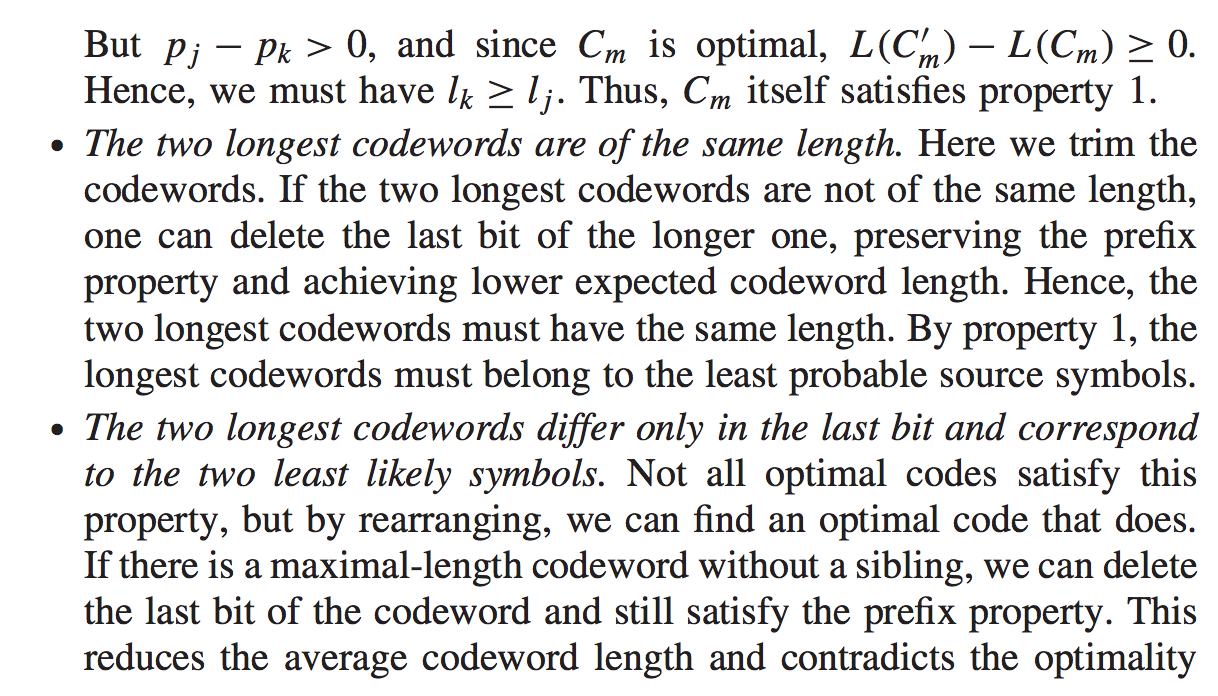 But p_j − p_k > 0, and since C_m is optimal, L(C′_m) − L(C_m) ≥ 0.
Hence, we must have l_k ≥ l_j. Thus, C_m itself satisfies property 1.
• The two longest codewords are of the same length. Here we trim the
codewords. If the two longest codewords are not of the same length,
one can delete the last bit of the longer one, preserving the prefix
property and achieving lower expected codeword length. Hence, the
two longest codewords must have the same length. By property 1, the
longest codewords must belong to the least probable source symbols.
• The two longest codewords differ only in the last bit and correspond
to the two least likely symbols. Not all optimal codes satisfy this
property, but by rearranging, we can find an optimal code that does.
If there is a maximal-length codeword without a sibling, we can delete
the last bit of the codeword and still satisfy the prefix property. This
reduces the average codeword length and contradicts the optimality